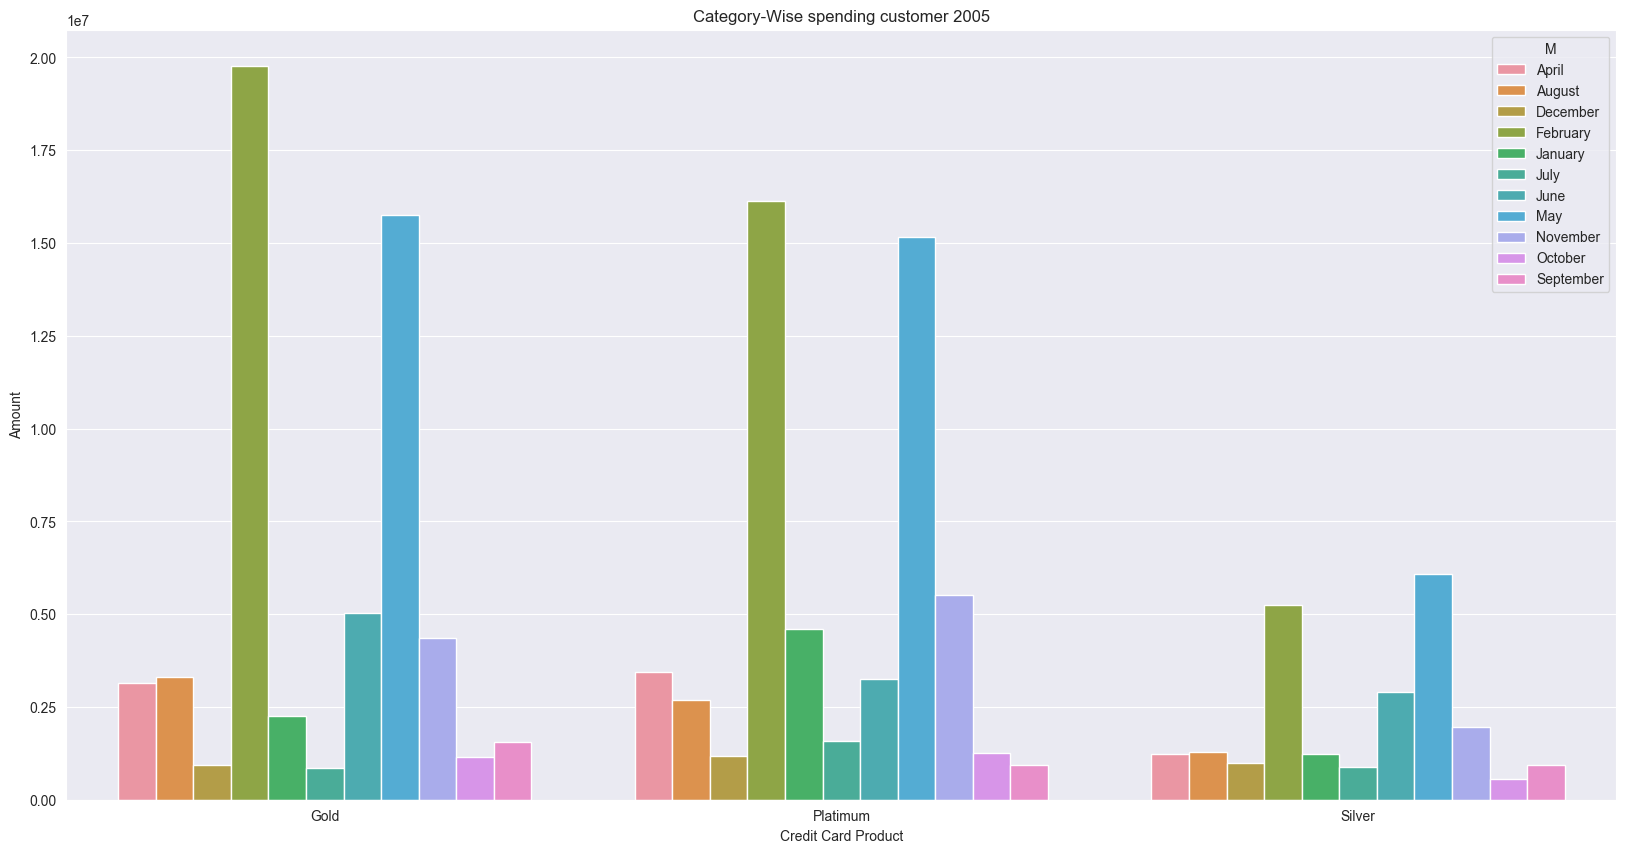 Category-Wise spending customer 2005
1e7
2.00
1.75
1.50
1.25
1.00
0.75
0.50
0.25
0.00
Amount
M
April
August
December
February
January
July
June
May
November
October
September
Gold
Platimum
Silver
Credit Card Product